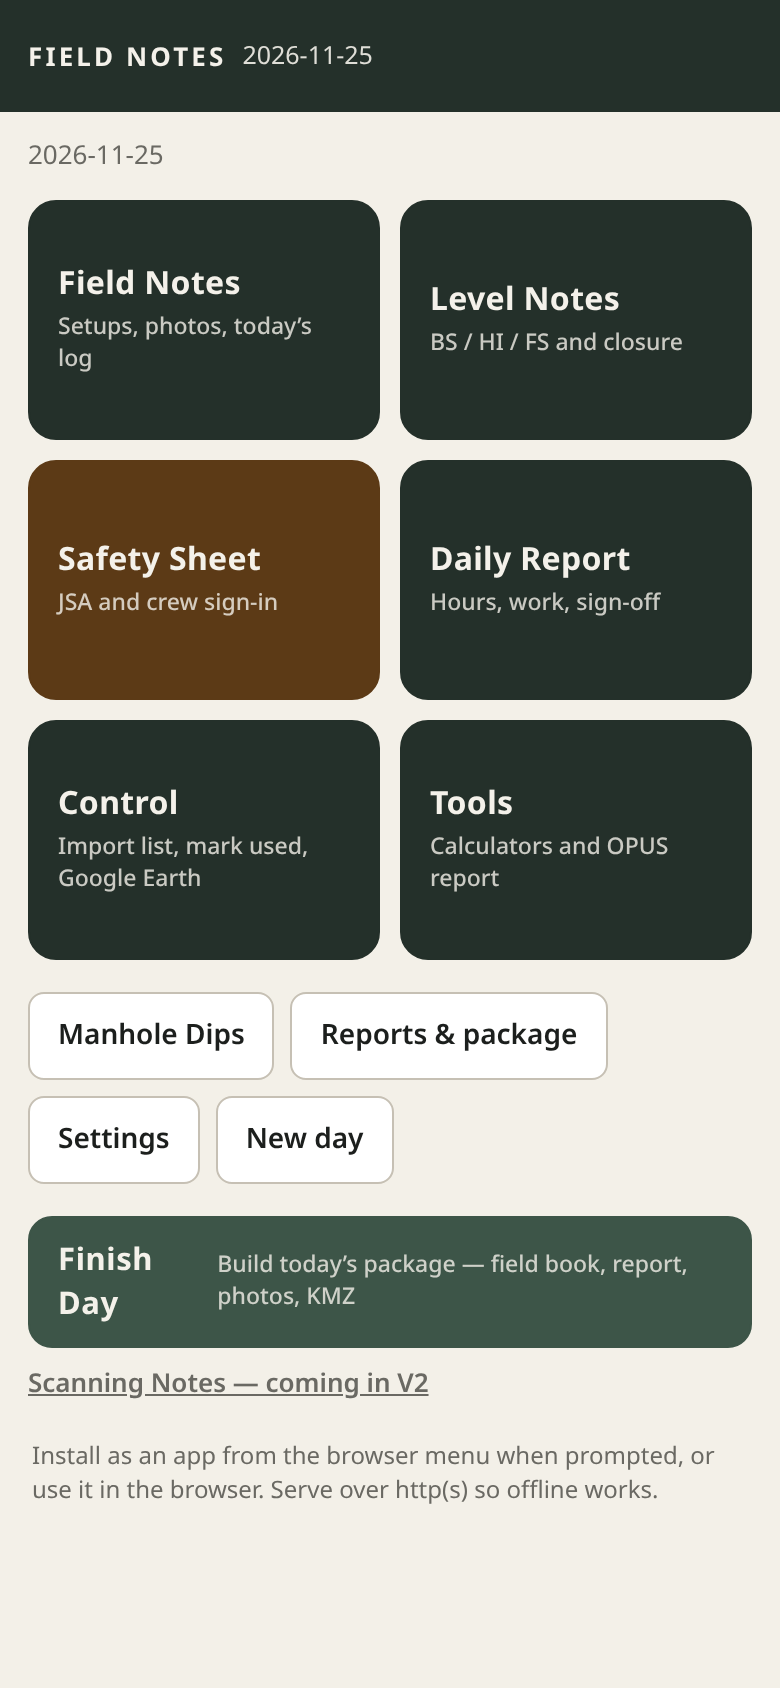 FIELD NOTES 2026-11-25
2026-11-25
Field Notes
Setups, photos, today’s
log
Level Notes
BS / HI / FS and closure
Safety Sheet
JSA and crew sign-in
Daily Report
Hours, work, sign-off
Control
Import list, mark used,
Google Earth
Tools
Calculators and OPUS
report
Manhole Dips
Reports & package
Settings
New day
Finish
Day
Build today’s package — field book, report,
photos, KMZ
Scanning Notes — coming in V2
Install as an app from the browser menu when prompted, or
use it in the browser. Serve over http(s) so offline works.